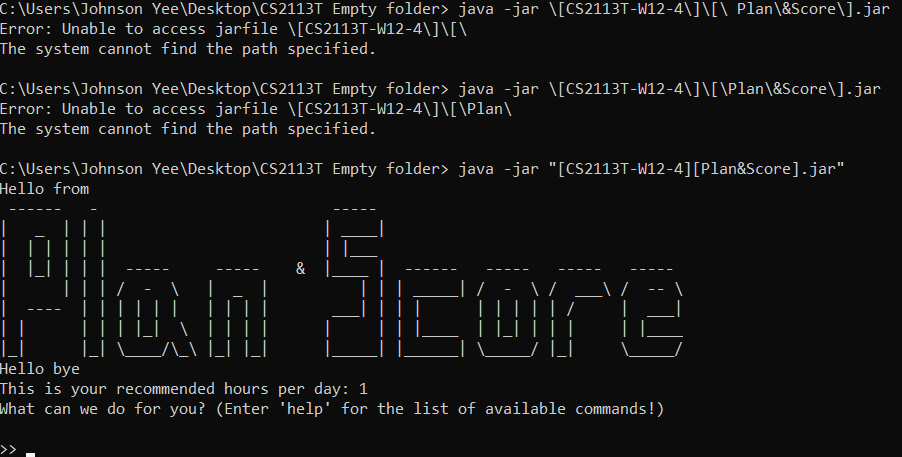 C:\Users\Johnson Yee\Desktop\CS2113T Empty folder> java -jar \[CS2113T-W12-4\]\[\ Plan\&Score\].jar
Error: Unable to access jarfile \[CS2113T-W12-4\]\[\
The system cannot find the path specified.
C:\Users\Johnson Yee\Desktop\CS2113T Empty folder> java -jar \[CS2113T-W12-4\]\[\Plan\&Score\].jar
Error: Unable to access jarfile \[CS2113T-W12-4\]\[\Plan\
The system cannot find the path specified.
C:\Users\Johnson Yee\Desktop\CS2113T Empty folder> java -jar "[CS2113T-W12-4][Plan&Score].jar"
Hello from
Plan & Score
Hello bye
This is your recommended hours per day: 1
What can we do for you? (Enter 'help' for the list of available commands!)
>>